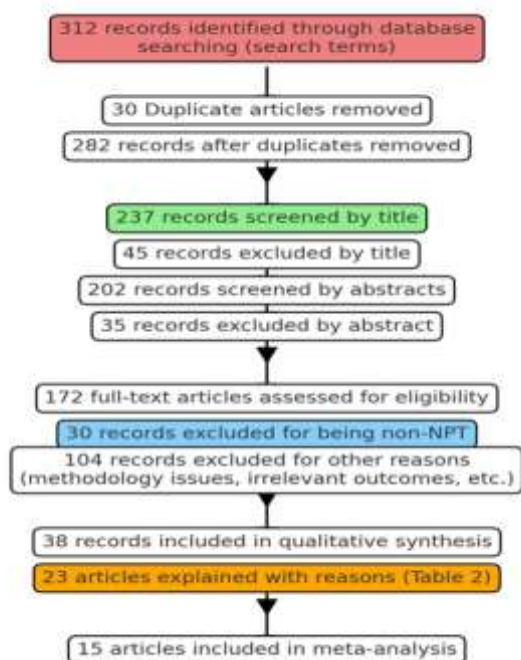 312 records identified through database
searching (search terms)
30 Duplicate articles removed
282 records after duplicates removed
237 records screened by title
45 records excluded by title
202 records screened by abstracts
35 records excluded by abstract
172 full-text articles assessed for eligibility
30 records excluded for being non-NPT
104 records excluded for other reasons
(methodology issues, irrelevant outcomes, etc.)
38 records included in qualitative synthesis
23 articles explained with reasons (Table 2)
15 articles included in meta-analysis